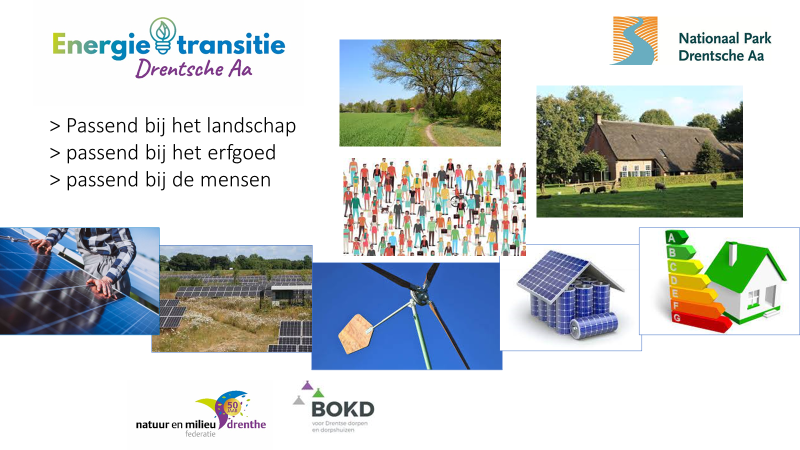 Energie transitie
Drentsche Aa
Nationaal Park
Drentsche Aa
> Passend bij het landschap
> passend bij het erfgoed
> passend bij de mensen
A
B
C
D
E
F
G
50
JAAR
natuur en milieu drenthe
federatie
BOKD
voor Drentse dorpen
en dorpshuizen